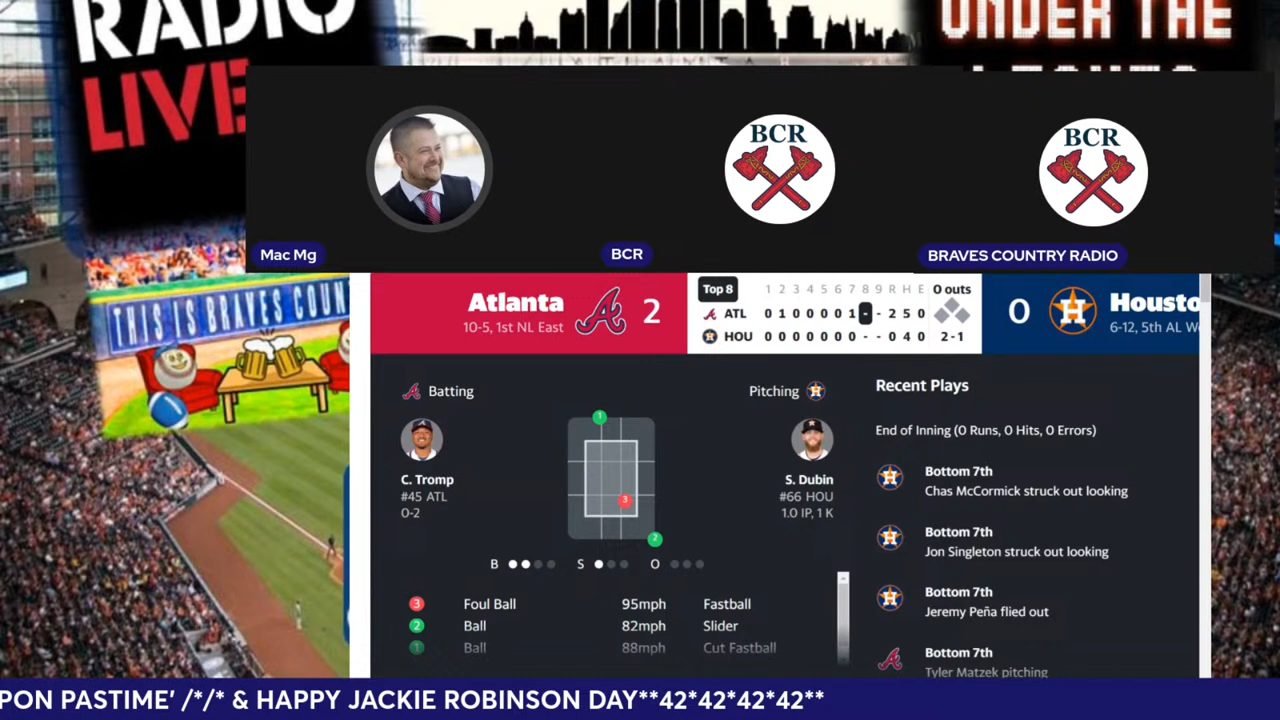 RADIO
LIVE
UNDER THE
THIS IS BRAVES COUN
BCR
BCR
Mac Mg
BCR
BRAVES COUNTRY RADIO
Atlanta
10-5, 1st NL East
2
Top 8 1 2 3 4 5 6 7 8 9 R H E 0 outs
ATL 0 1 0 0 0 0 1 - - 2 5 0
HOU 0 0 0 0 0 0 0 - - 0 4 0 2-1
0
Housto
6-12, 5th AL W
Batting
Pitching
C. Tromp
#45 ATL
0-2
1
3
2
S. Dubin
#66 HOU
1.0 IP, 1 K
B S O
3 Foul Ball 95mph Fastball
2 Ball 82mph Slider
1 Ball 88mph Cut Fastball
Recent Plays
End of Inning (0 Runs, 0 Hits, 0 Errors)
Bottom 7th
Chas McCormick struck out looking
Bottom 7th
Jon Singleton struck out looking
Bottom 7th
Jeremy Peña flied out
Bottom 7th
Tyler Matzek pitching
PON PASTIME' /*/* & HAPPY JACKIE ROBINSON DAY**42*42*42*42**